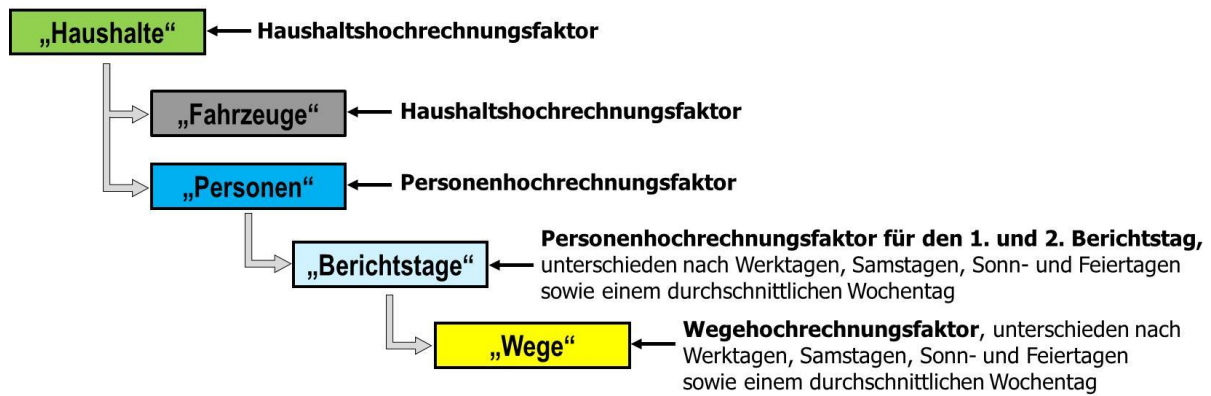 „Haushalte“ Haushaltshochrechnungsfaktor
„Fahrzeuge“ Haushaltshochrechnungsfaktor
„Personen“ Personenhochrechnungsfaktor
„Berichtstage“
Personenhochrechnungsfaktor für den 1. und 2. Berichtstag,
unterschieden nach Werktagen, Samstagen, Sonn- und Feiertagen
sowie einem durchschnittlichen Wochentag
„Wege“
Wegehochrechnungsfaktor, unterschieden nach
Werktagen, Samstagen, Sonn- und Feiertagen
sowie einem durchschnittlichen Wochentag